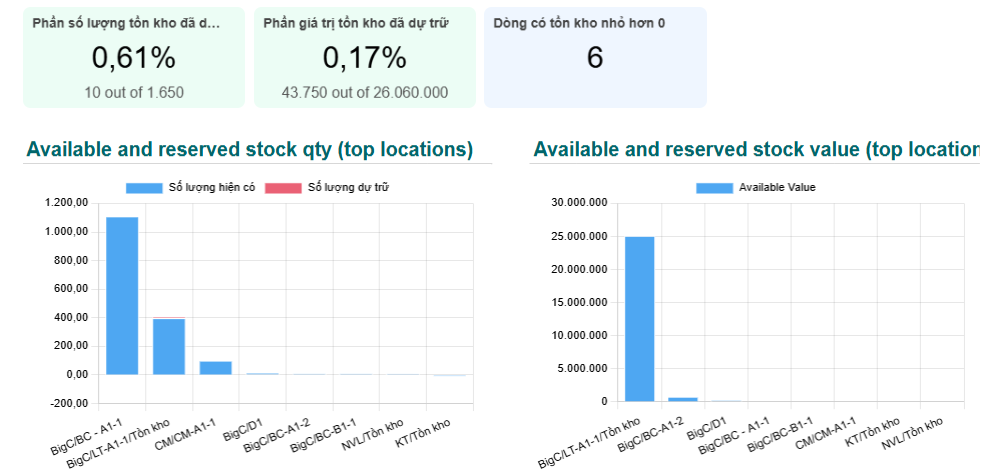 Phần số lượng tồn kho đã d...
0,61%
10 out of 1.650
Phần giá trị tồn kho đã dự trữ
0,17%
43.750 out of 26.060.000
Dòng có tồn kho nhỏ hơn 0
6
Available and reserved stock qty (top locations)
Số lượng hiện có
Số lượng dự trữ
1.200,00
1.000,00
800,00
600,00
400,00
200,00
0,00
-200,00
BigC/BC - A1-1
BigC/LT-A1-1/Tồn kho
CM/CM-A1-1
BigC/D1
BigC/BC-A1-2
BigC/BC-B1-1
NVL/Tồn kho
KT/Tồn kho
Available and reserved stock value (top location
Available Value
30.000.000
25.000.000
20.000.000
15.000.000
10.000.000
5.000.000
0
BigC/LT-A1-1/Tồn kho
BigC/BC-A1-2
BigC/D1
BigC/BC - A1-1
BigC/BC-B1-1
CM/CM-A1-1
KT/Tồn kho
NVL/Tồn kho